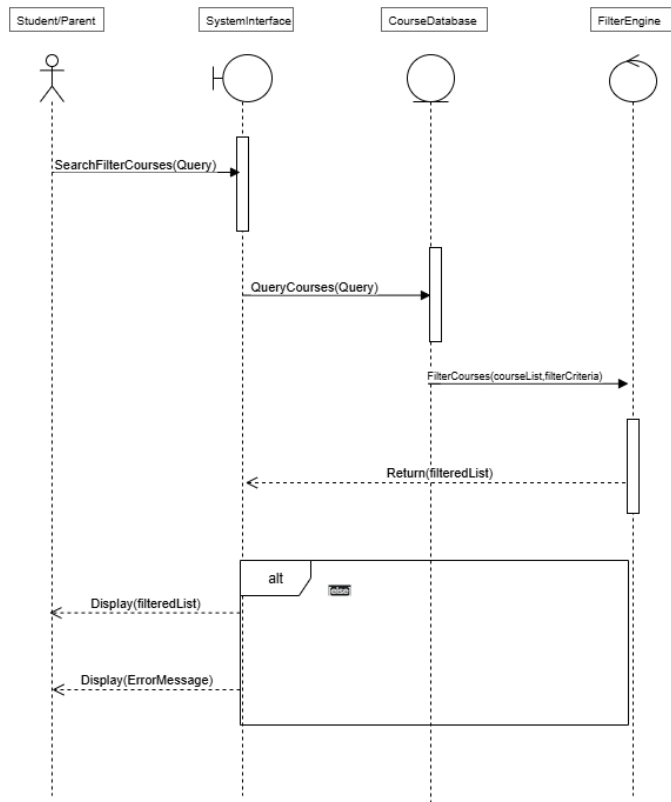 Student/Parent
SystemInterface
CourseDatabase
FilterEngine
SearchFilterCourses(Query)
QueryCourses(Query)
FilterCourses(courseList,filterCriteria)
Return(filteredList)
alt
[else]
Display(filteredList)
Display(ErrorMessage)